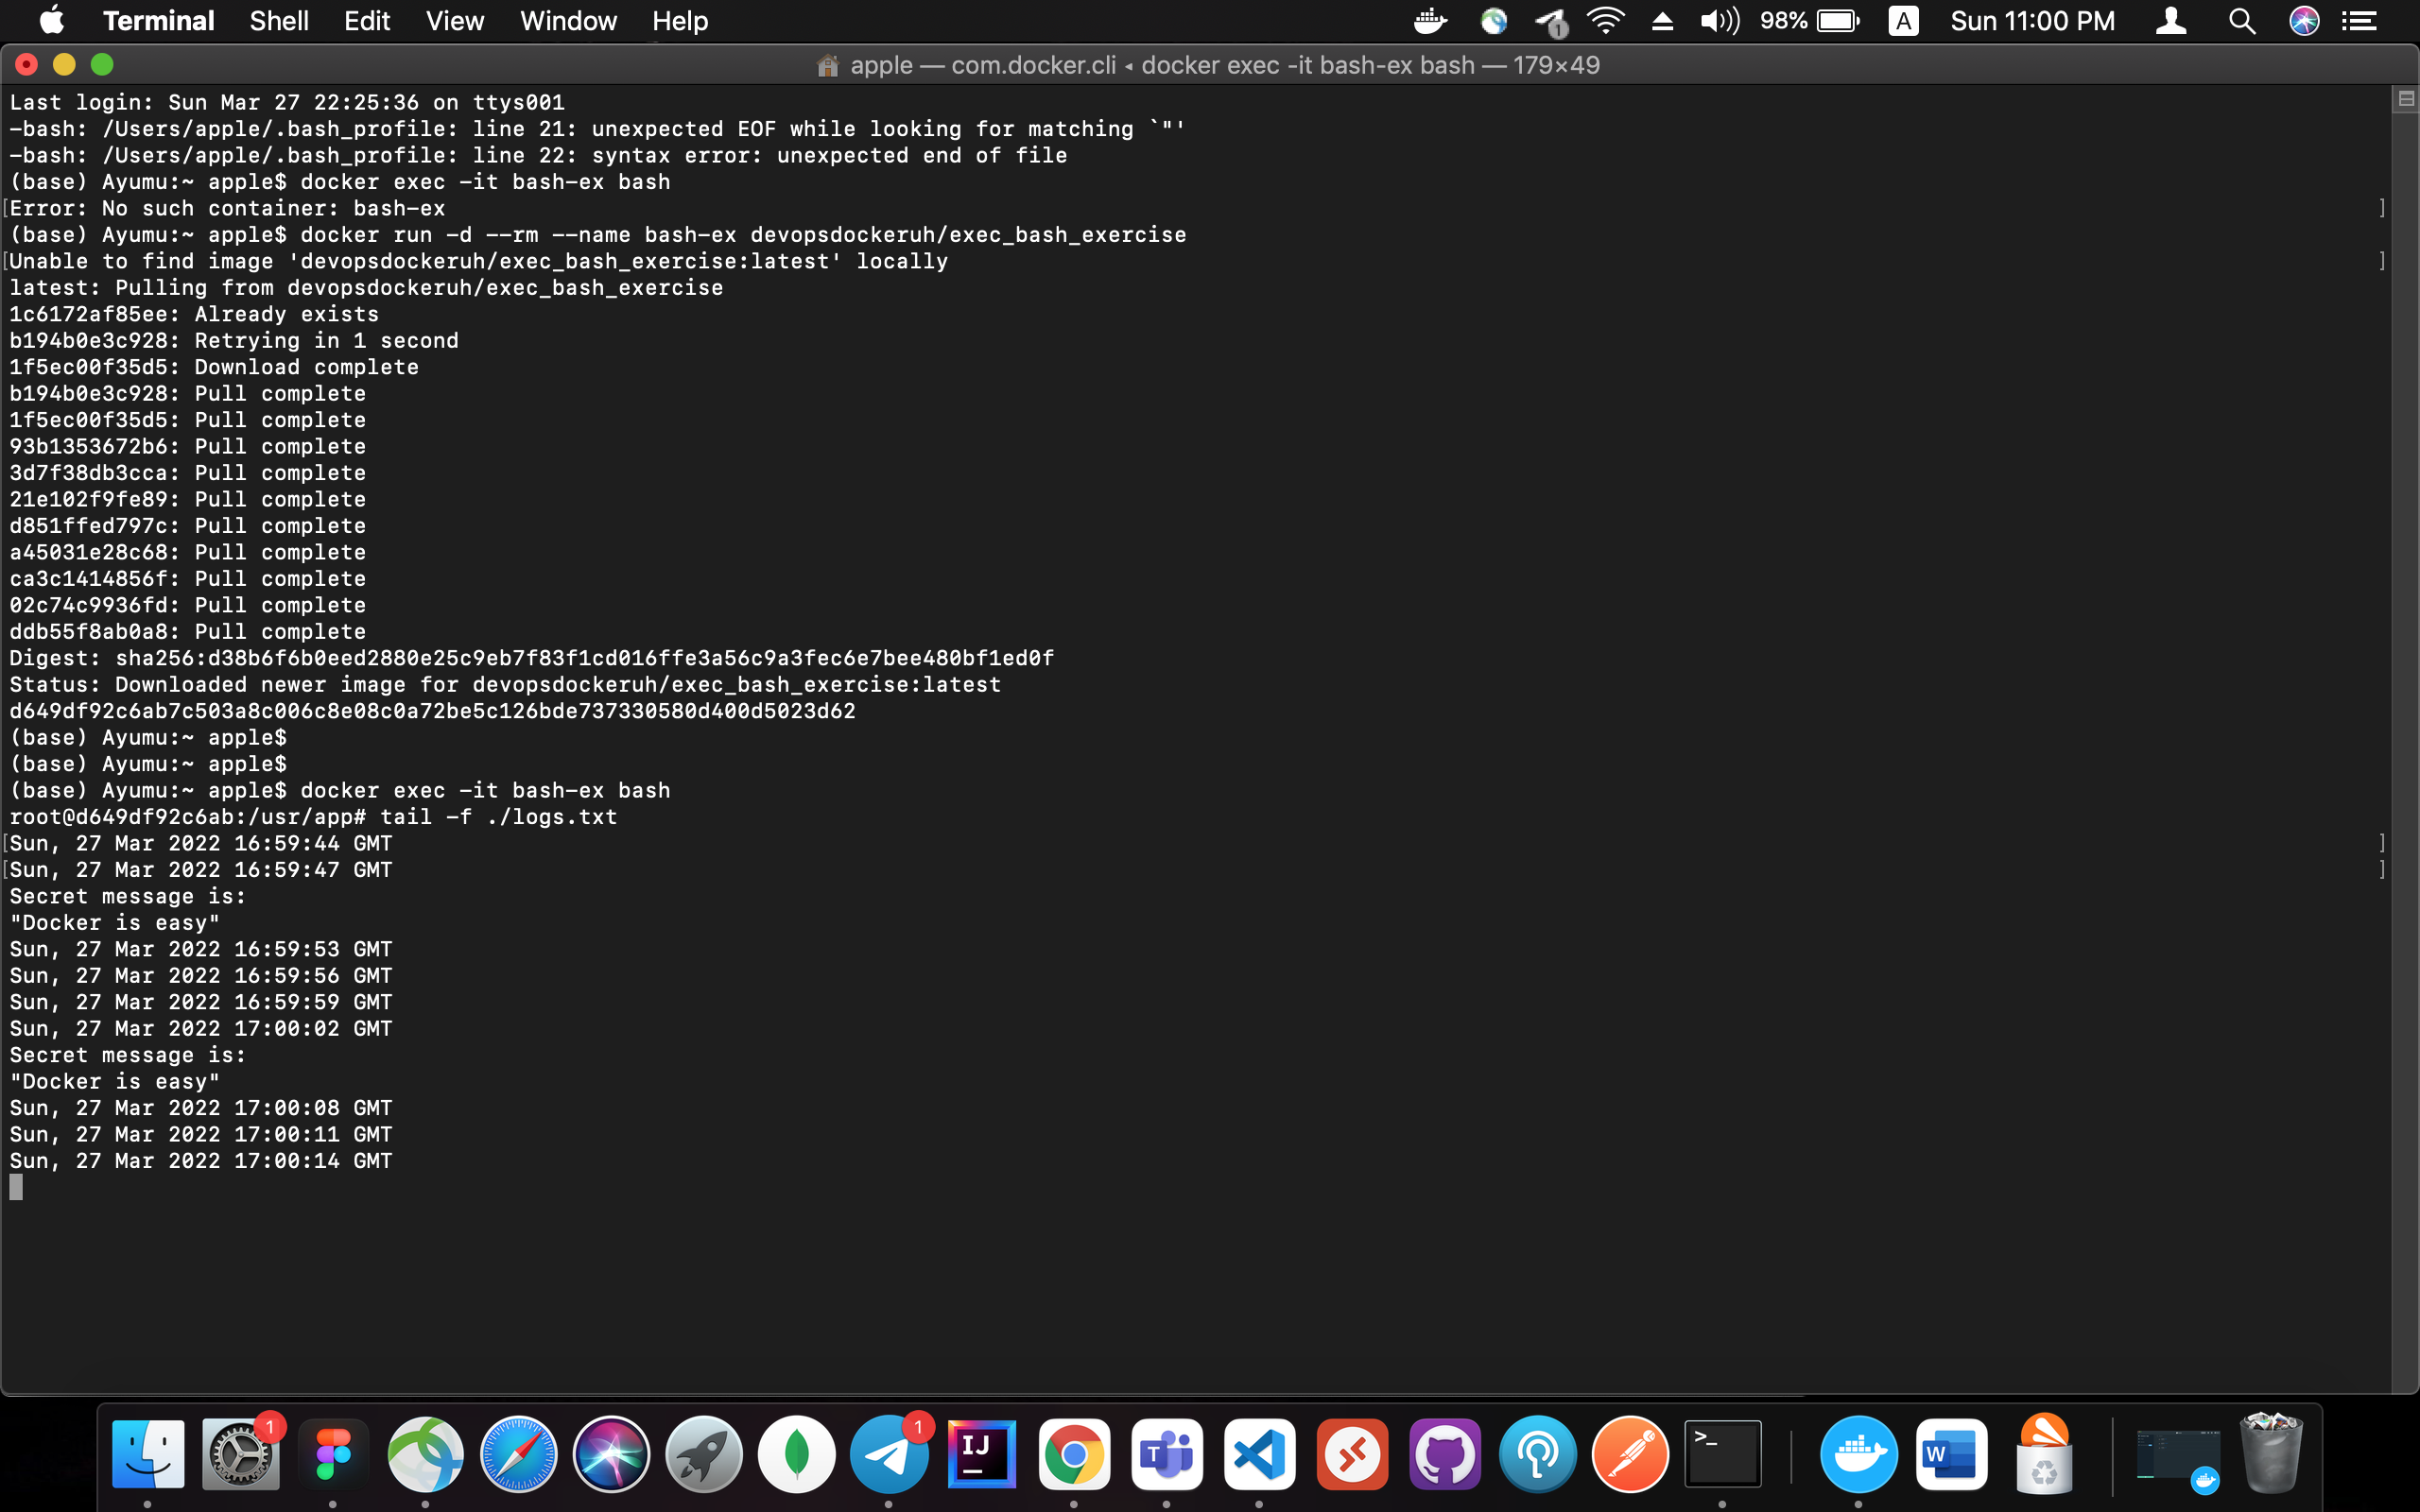 Terminal Shell Edit View Window Help 1 98% A Sun 11:00 PM
apple — com.docker.cli ◂ docker exec -it bash-ex bash — 179×49
Last login: Sun Mar 27 22:25:36 on ttys001
-bash: /Users/apple/.bash_profile: line 21: unexpected EOF while looking for matching `"'
-bash: /Users/apple/.bash_profile: line 22: syntax error: unexpected end of file
(base) Ayumu:~ apple$ docker exec -it bash-ex bash
[Error: No such container: bash-ex ]
(base) Ayumu:~ apple$ docker run -d --rm --name bash-ex devopsdockeruh/exec_bash_exercise
[Unable to find image 'devopsdockeruh/exec_bash_exercise:latest' locally ]
latest: Pulling from devopsdockeruh/exec_bash_exercise
1c6172af85ee: Already exists
b194b0e3c928: Retrying in 1 second
1f5ec00f35d5: Download complete
b194b0e3c928: Pull complete
1f5ec00f35d5: Pull complete
93b1353672b6: Pull complete
3d7f38db3cca: Pull complete
21e102f9fe89: Pull complete
d851ffed797c: Pull complete
a45031e28c68: Pull complete
ca3c1414856f: Pull complete
02c74c9936fd: Pull complete
ddb55f8ab0a8: Pull complete
Digest: sha256:d38b6f6b0eed2880e25c9eb7f83f1cd016ffe3a56c9a3fec6e7bee480bf1ed0f
Status: Downloaded newer image for devopsdockeruh/exec_bash_exercise:latest
d649df92c6ab7c503a8c006c8e08c0a72be5c126bde737330580d400d5023d62
(base) Ayumu:~ apple$
(base) Ayumu:~ apple$
(base) Ayumu:~ apple$ docker exec -it bash-ex bash
root@d649df92c6ab:/usr/app# tail -f ./logs.txt
[Sun, 27 Mar 2022 16:59:44 GMT ]
[Sun, 27 Mar 2022 16:59:47 GMT ]
Secret message is:
"Docker is easy"
Sun, 27 Mar 2022 16:59:53 GMT
Sun, 27 Mar 2022 16:59:56 GMT
Sun, 27 Mar 2022 16:59:59 GMT
Sun, 27 Mar 2022 17:00:02 GMT
Secret message is:
"Docker is easy"
Sun, 27 Mar 2022 17:00:08 GMT
Sun, 27 Mar 2022 17:00:11 GMT
Sun, 27 Mar 2022 17:00:14 GMT
1 1 IJ T >_ W